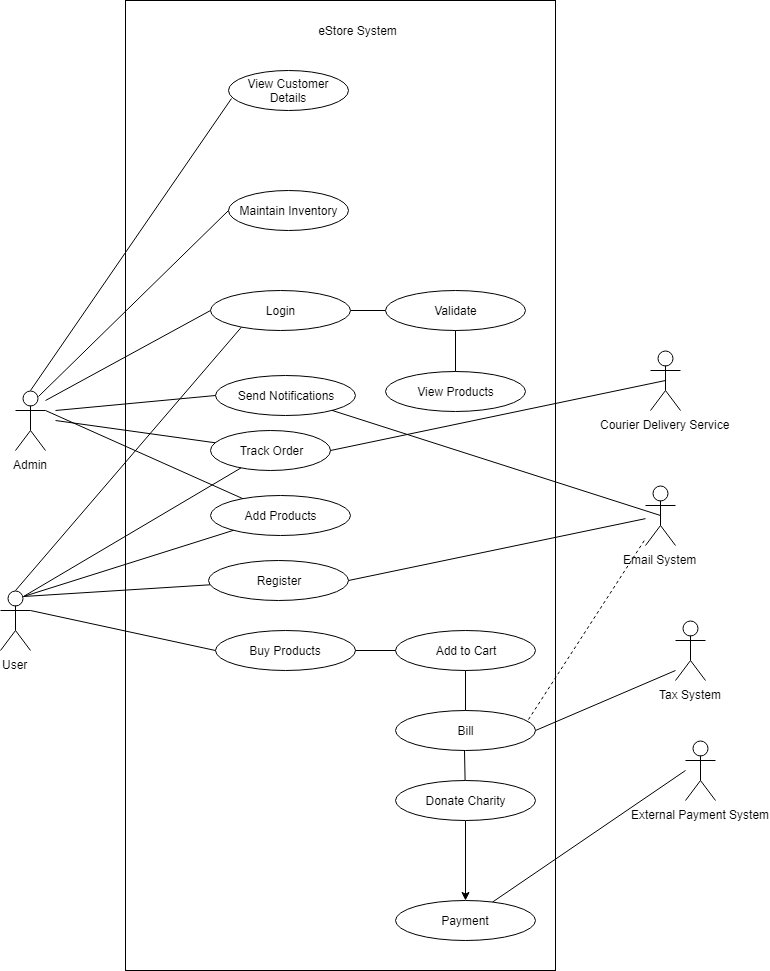 eStore System
View Customer
Details
Maintain Inventory
Login
Validate
View Products
Send Notifications
Courier Delivery Service
Track Order
Admin
Add Products
Email System
Register
Buy Products
Add to Cart
User
Tax System
Bill
Donate Charity
External Payment System
Payment